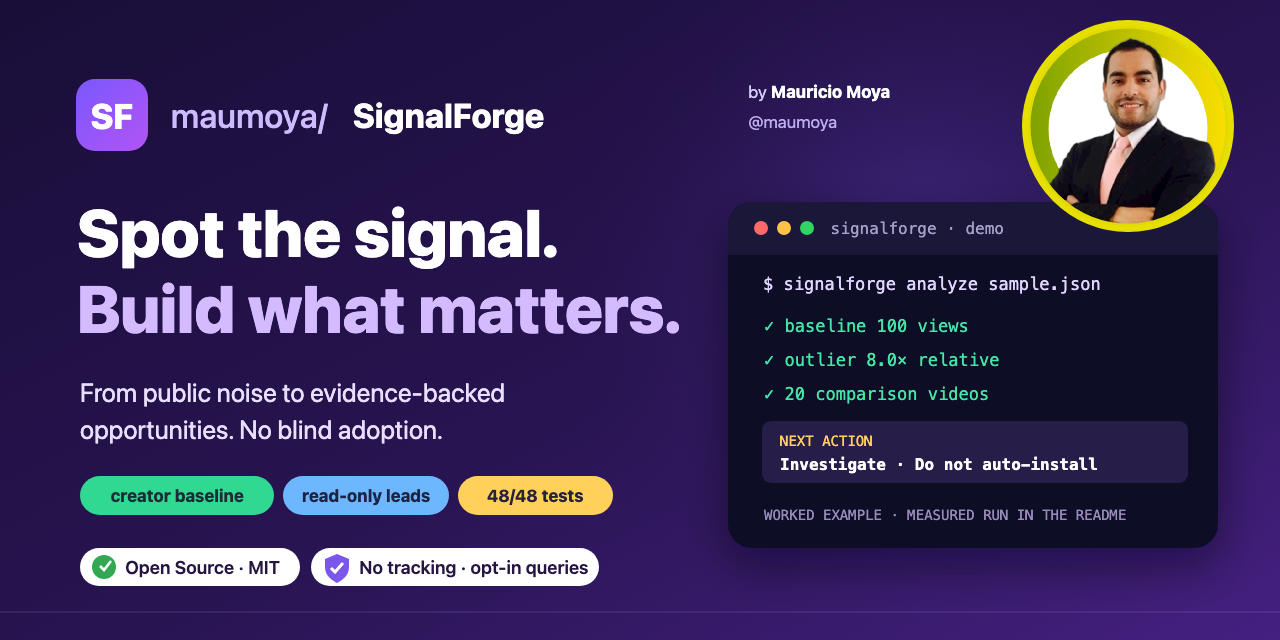 SF maumoya/ SignalForge
by Mauricio Moya
@maumoya
Spot the signal.
Build what matters.
From public noise to evidence-backed
opportunities. No blind adoption.
creator baseline
read-only leads
48/48 tests
Open Source · MIT
No tracking · opt-in queries
signalforge · demo
$ signalforge analyze sample.json
✓ baseline 100 views
✓ outlier 8.0× relative
✓ 20 comparison videos
NEXT ACTION
Investigate · Do not auto-install
WORKED EXAMPLE · MEASURED RUN IN THE README